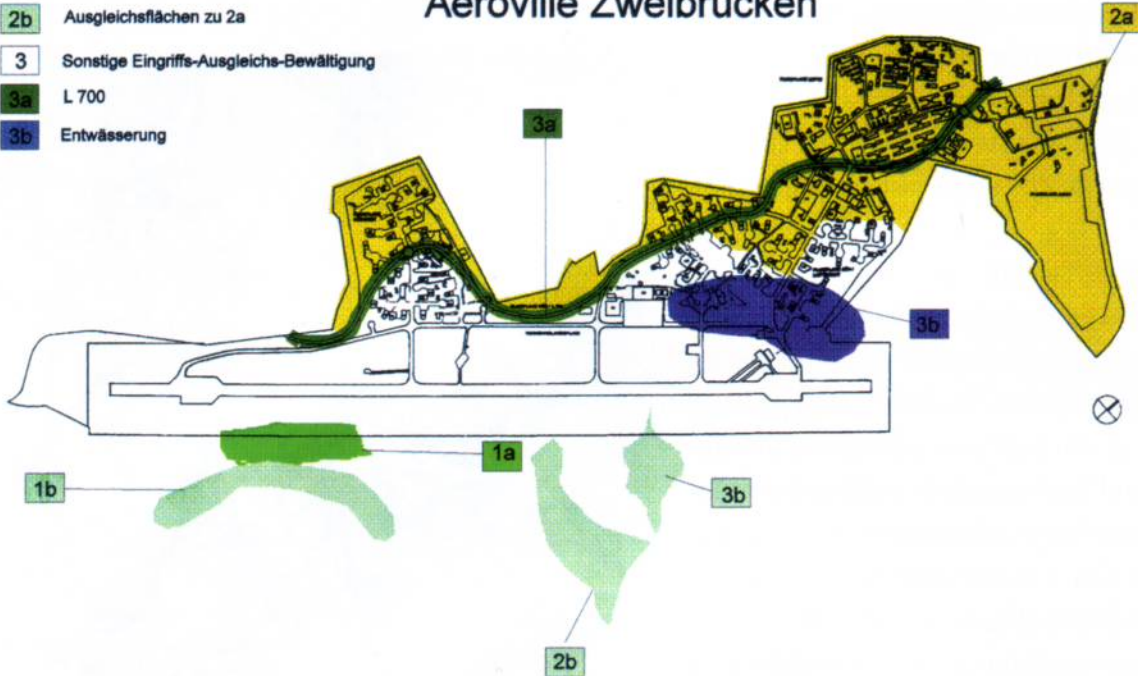 Aeroville Zweibrücken
2b Ausgleichsflächen zu 2a
3 Sonstige Eingriffs-Ausgleichs-Bewältigung
3a L 700
3b Entwässerung
2a
3a
3b
1a
1b
3b
2b